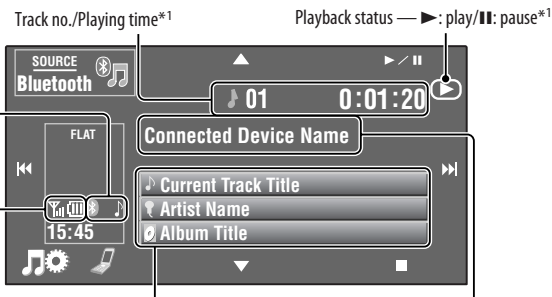 Track no./Playing time*1
Playback status — ►: play/❚❚: pause*1
SOURCE
Bluetooth
►/❚❚
01 0:01:20
FLAT
Connected Device Name
Current Track Title
Artist Name
Album Title
15:45